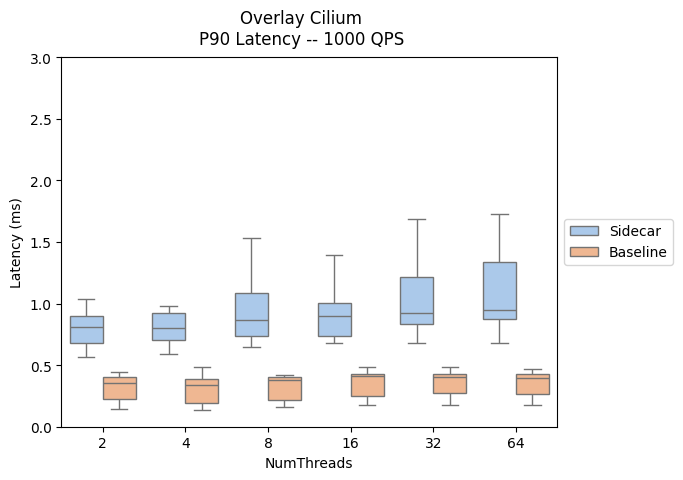 Overlay Cilium
P90 Latency -- 1000 QPS
3.0
2.5
2.0
1.5
1.0
0.5
0.0
Latency (ms)
2 4 8 16 32 64
NumThreads
Sidecar
Baseline